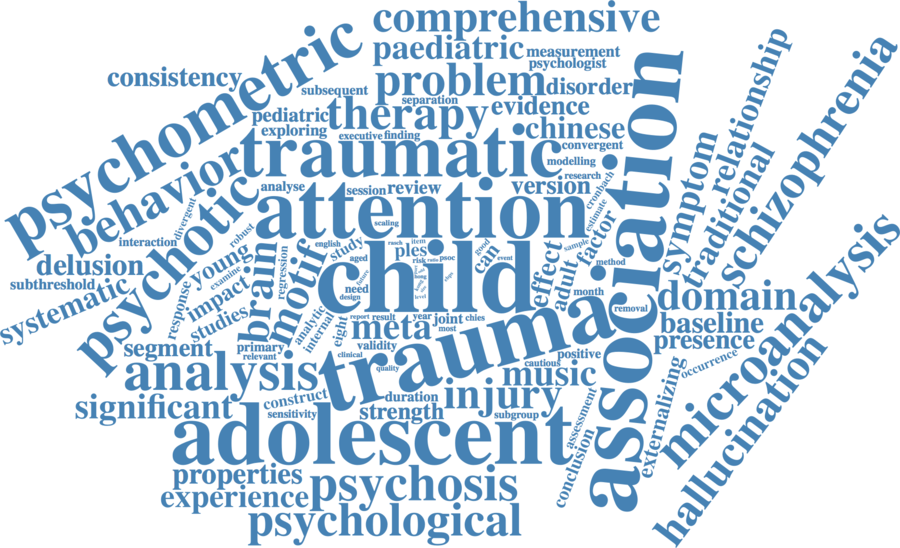 comprehensive
paediatric
measurement
psychologist
consistency
psychometric
subsequent
problem
disorder
separation
evidence
pediatric
therapy
exploring
executive
finding
chinese
convergent
traumatic
modelling
behavior
research
cronbach
analyse
session
review
version
estimate
attention
scaling
association
relationship
schizophrenia
symptom
traditional
factor
sample
method
psychotic
divergent
interaction
robust
delusion
subthreshold
systematic
young
examine
response
impact
studies
brain
regression
motif
english
study
aged
rasch
item
pies
risk
psoc
good
can
event
effect
adult
child
future
need
design
analytic
internal
eight
report
result
year
joint
chies
month
removal
domain
baseline
presence
meta
most
level
validity
clinical
quality
trauma
cautious
positive
occurrence
segment
primary
relevant
analysis
music
microanalysis
hallucination
externalizing
significant
construct
sensitivity
duration
strength
injury
subgroup
assessment
conclusion
adolescent
properties
experience
psychosis
psychological